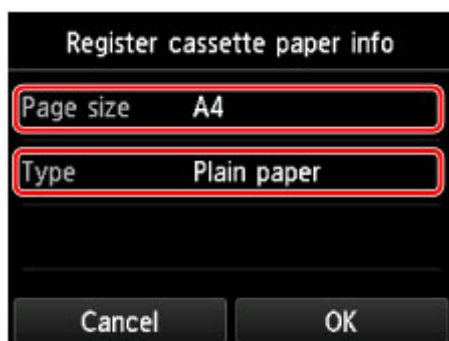 Register cassette paper info
Page size A4
Type Plain paper
Cancel OK